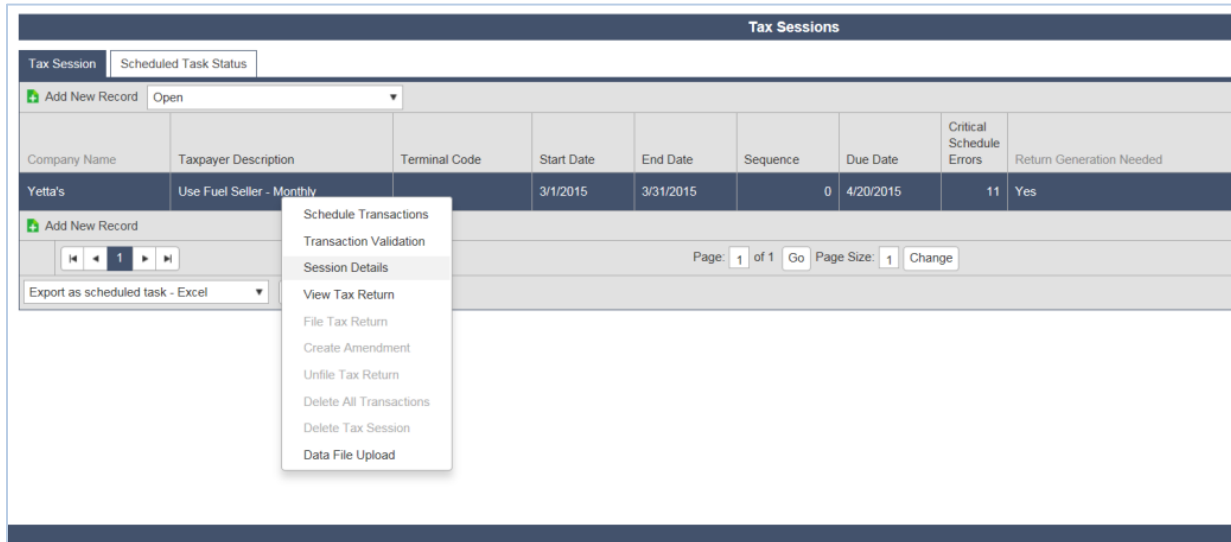 Tax Sessions
Tax Session Scheduled Task Status
Add New Record Open
Company Name Taxpayer Description Terminal Code Start Date End Date Sequence Due Date Critical Schedule Errors Return Generation Needed
Yetta's Use Fuel Seller - Monthly 3/1/2015 3/31/2015 0 4/20/2015 11 Yes
Add New Record
1 Page: 1 of 1 Go Page Size: 1 Change
Export as scheduled task - Excel
Schedule Transactions
Transaction Validation
Session Details
View Tax Return
File Tax Return
Create Amendment
Unfile Tax Return
Delete All Transactions
Delete Tax Session
Data File Upload